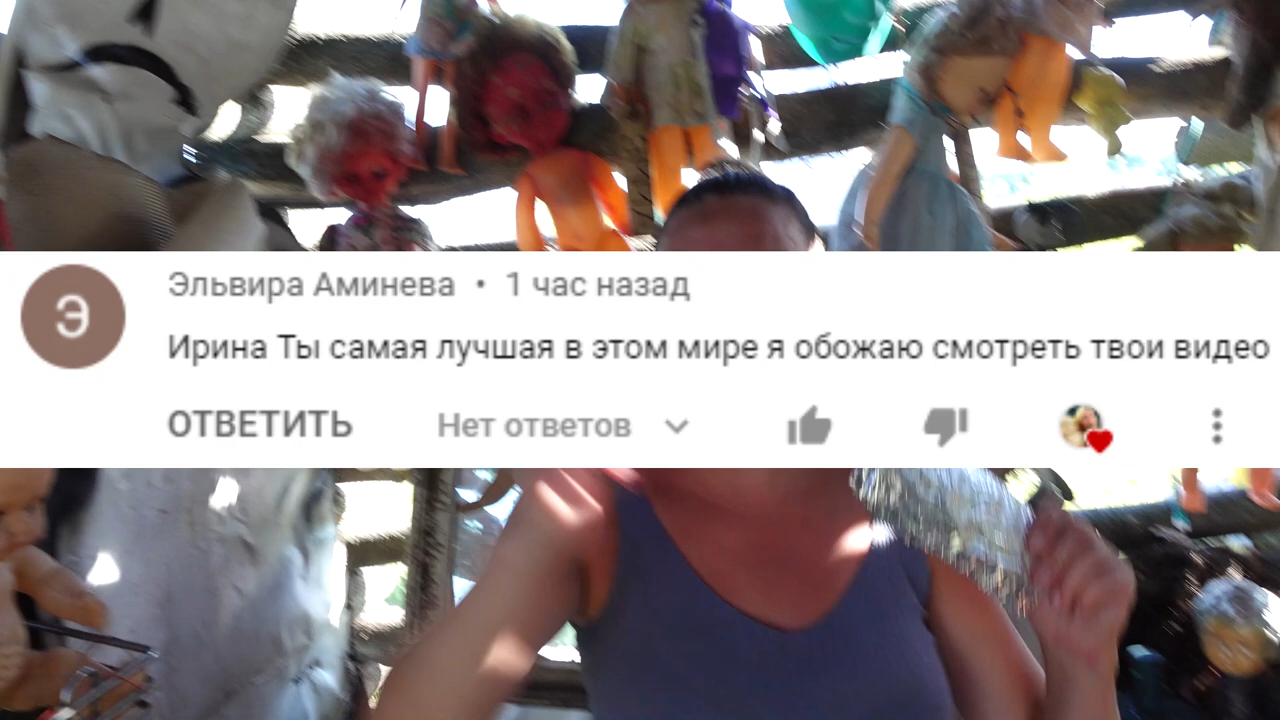 Э
Эльвира Аминева • 1 час назад
Ирина Ты самая лучшая в этом мире я обожаю смотреть твои видео
ОТВЕТИТЬ Нет ответов